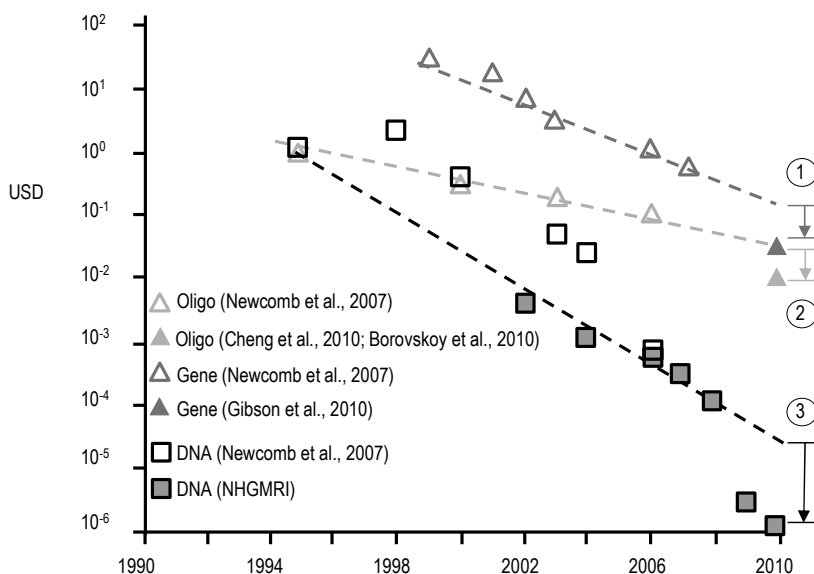 10²
10¹
10⁰
USD
10⁻¹
10⁻²
10⁻³
10⁻⁴
10⁻⁵
10⁻⁶
1
2
3
Oligo (Newcomb et al., 2007)
Oligo (Cheng et al., 2010; Borovskoy et al., 2010)
Gene (Newcomb et al., 2007)
Gene (Gibson et al., 2010)
DNA (Newcomb et al., 2007)
DNA (NHGMRI)
1990 1994 1998 2002 2006 2010